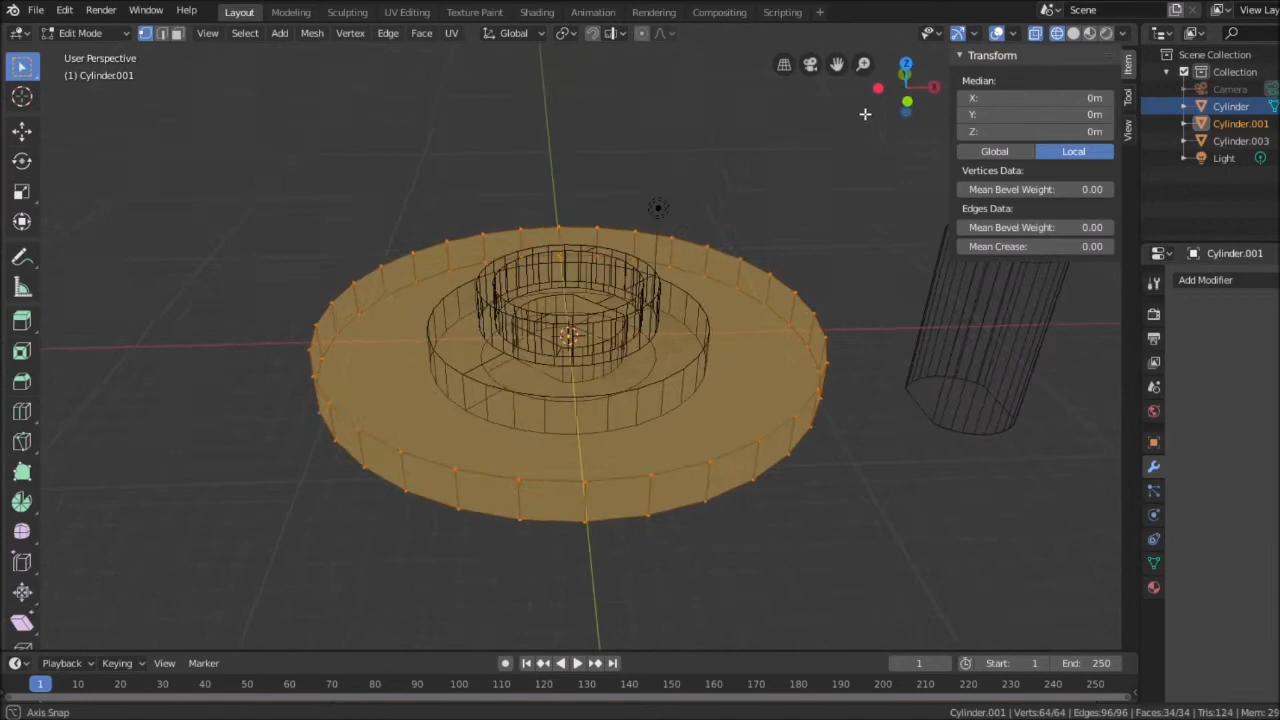 File Edit Render Window Help Layout Modeling Sculpting UV Editing Texture Paint Shading Animation Rendering Compositing Scripting + Scene View Lay
Edit Mode View Select Add Mesh Vertex Edge Face UV Global
User Perspective
(1) Cylinder.001
Z
Transform
Median:
X: 0m
Y: 0m
Z: 0m
Global Local
Vertices Data:
Mean Bevel Weight: 0.00
Edges Data:
Mean Bevel Weight: 0.00
Mean Crease: 0.00
Item
Tool
View
Scene Collection
Collection
Camera
Cylinder
Cylinder.001
Cylinder.003
Light
Cylinder.001
Add Modifier
Playback Keying View Marker 1 Start: 1 End: 250
1 10 20 30 40 50 60 70 80 90 100 110 120 130 140 150 160 170 180 190 200 210 220 230 240 250
Axis Snap Cylinder.001 | Verts:64/64 | Edges:96/96 | Faces:34/34 | Tris:124 | Mem: 29